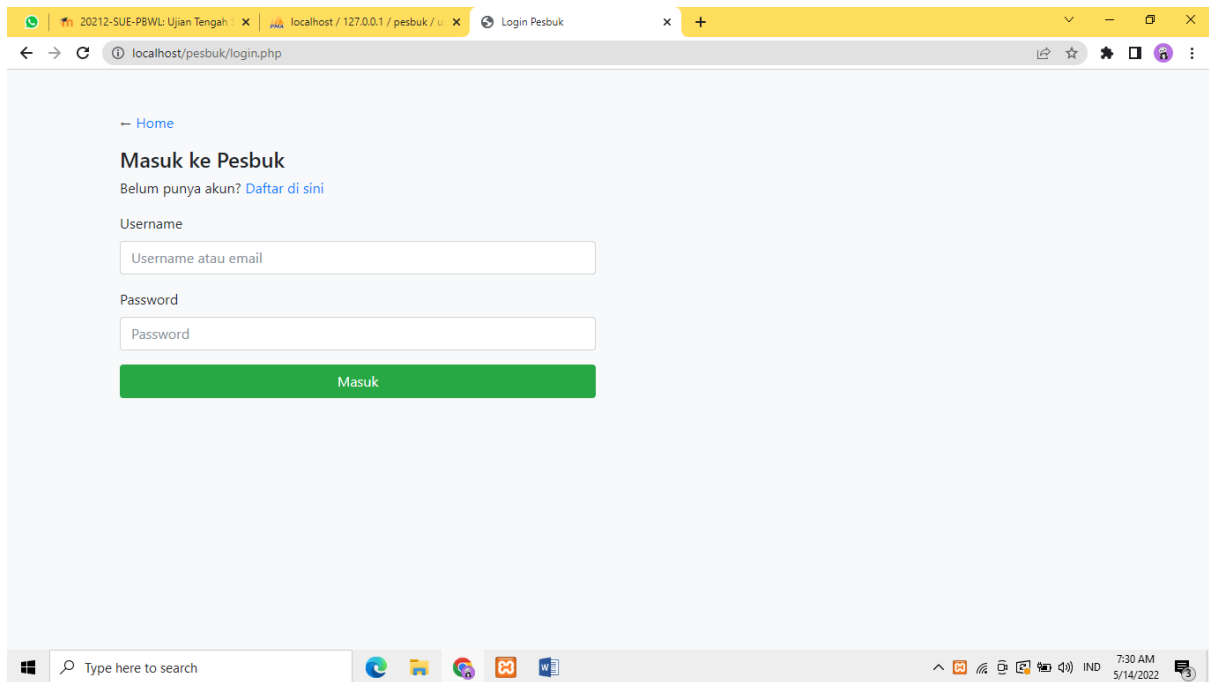 20212-SUE-PBWL: Ujian Tengah S
localhost / 127.0.0.1 / pesbuk / u
Login Pesbuk
localhost/pesbuk/login.php
← Home
Masuk ke Pesbuk
Belum punya akun? Daftar di sini
Username
Username atau email
Password
Password
Masuk
Type here to search
IND
7:30 AM
5/14/2022
3